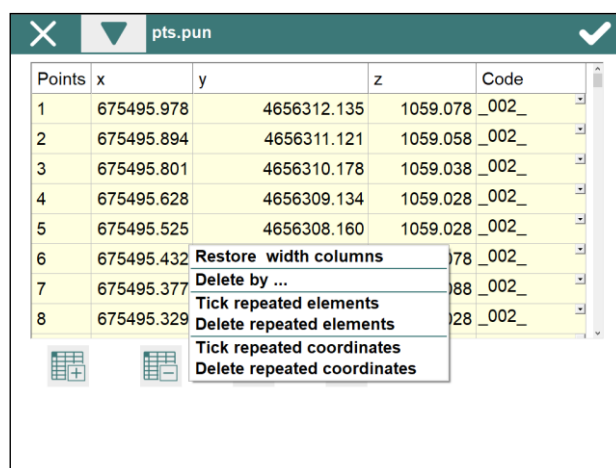 pts.pun
Points x y z Code
1 675495.978 4656312.135 1059.078 _002_
2 675495.894 4656311.121 1059.058 _002_
3 675495.801 4656310.178 1059.038 _002_
4 675495.628 4656309.134 1059.028 _002_
5 675495.525 4656308.160 1059.028 _002_
6 675495.432 078 _002_
7 675495.377 088 _002_
8 675495.329 028 _002_
Restore width columns
Delete by ...
Tick repeated elements
Delete repeated elements
Tick repeated coordinates
Delete repeated coordinates